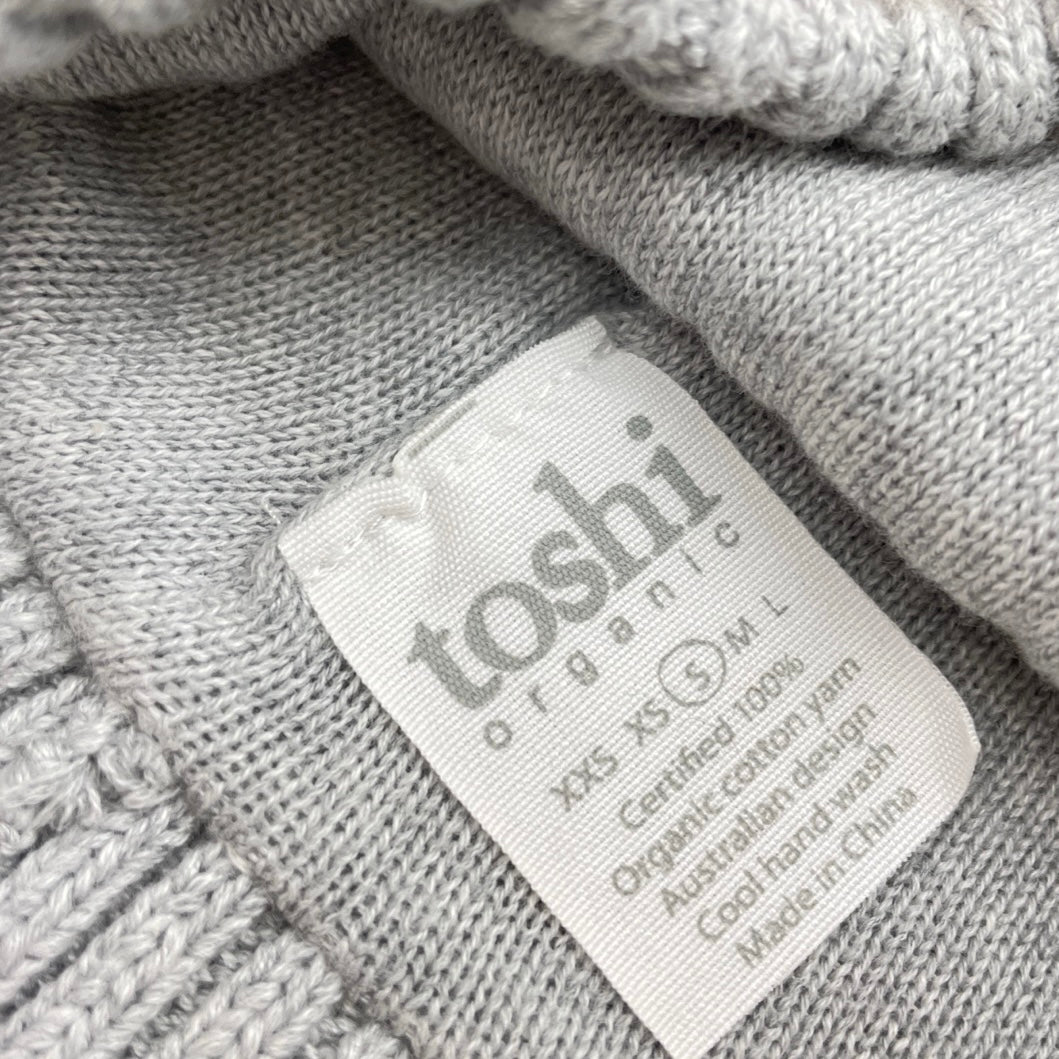 toshi
organic
XXS XS S M L
Certified 100%
Organic cotton yarn
Australian design
Cool hand wash
Made in China